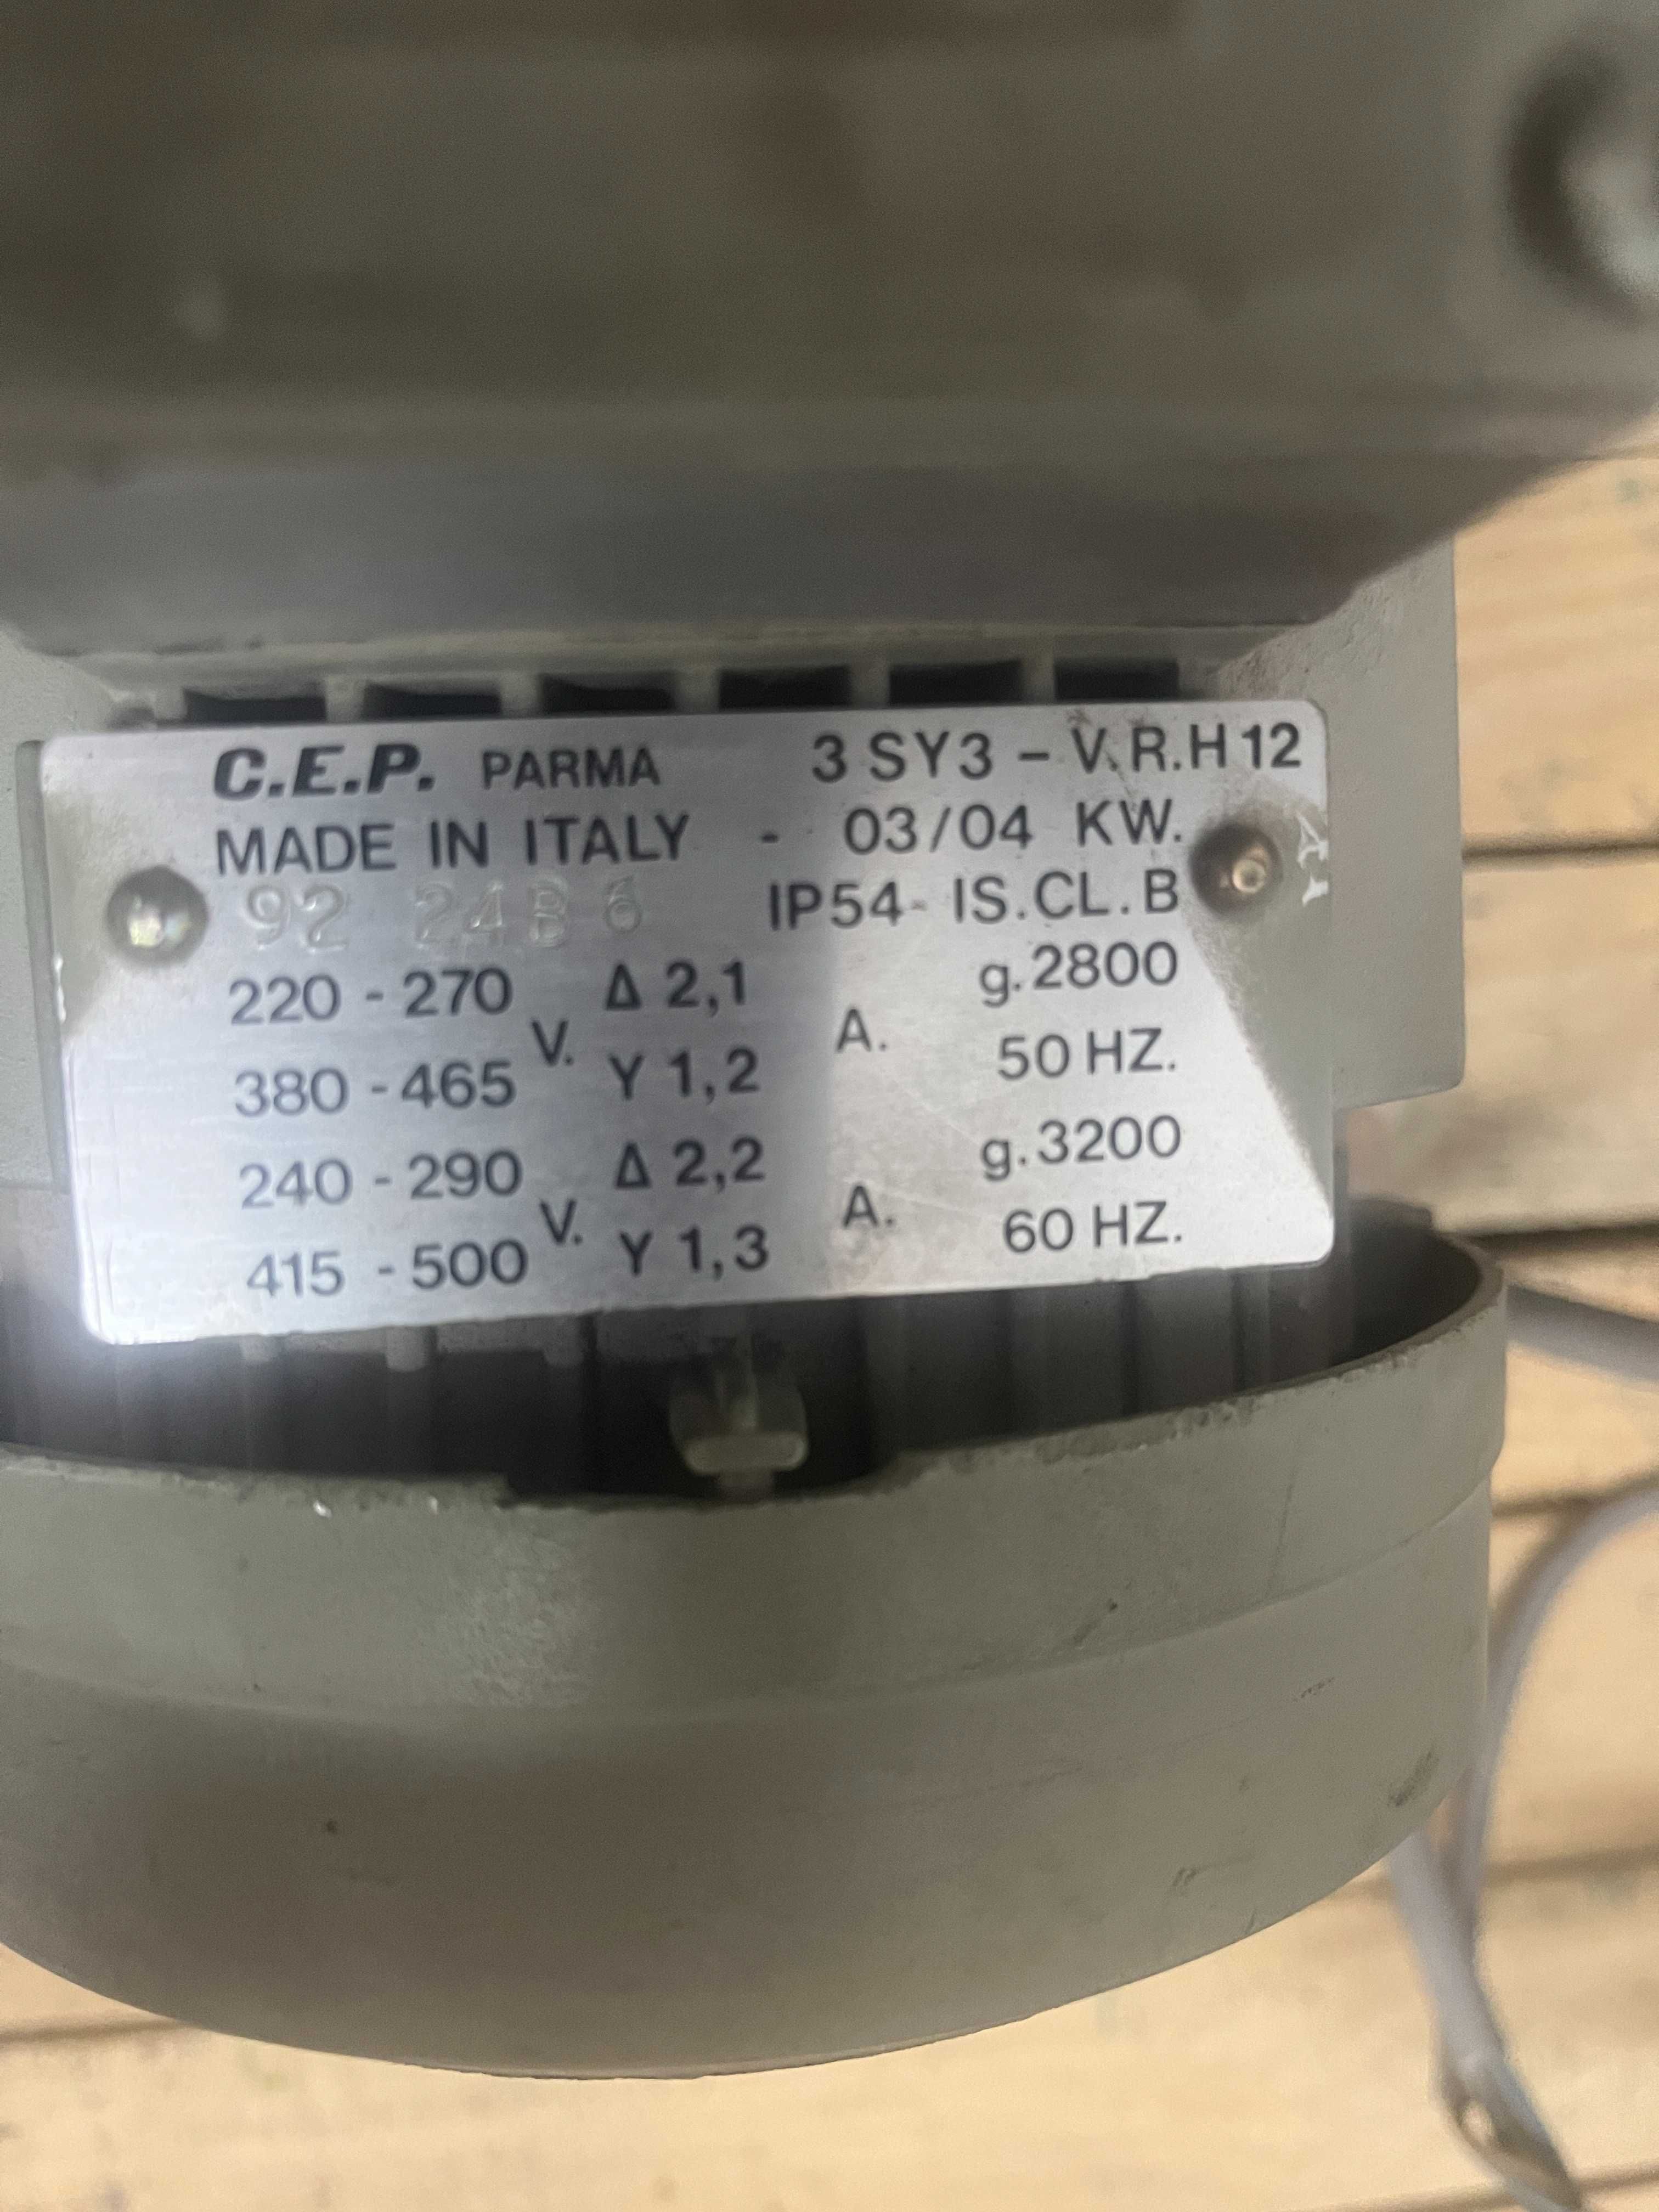 C.E.P. PARMA 3 SY3 - V.R.H12
MADE IN ITALY - 03/04 KW.
92 24B6 IP54- IS.CL.B
220 - 270 Δ 2,1 g.2800
V. A.
380 - 465 Y 1,2 50 HZ.
240 - 290 Δ 2,2 g.3200
V. A.
415 - 500 Y 1,3 60 HZ.